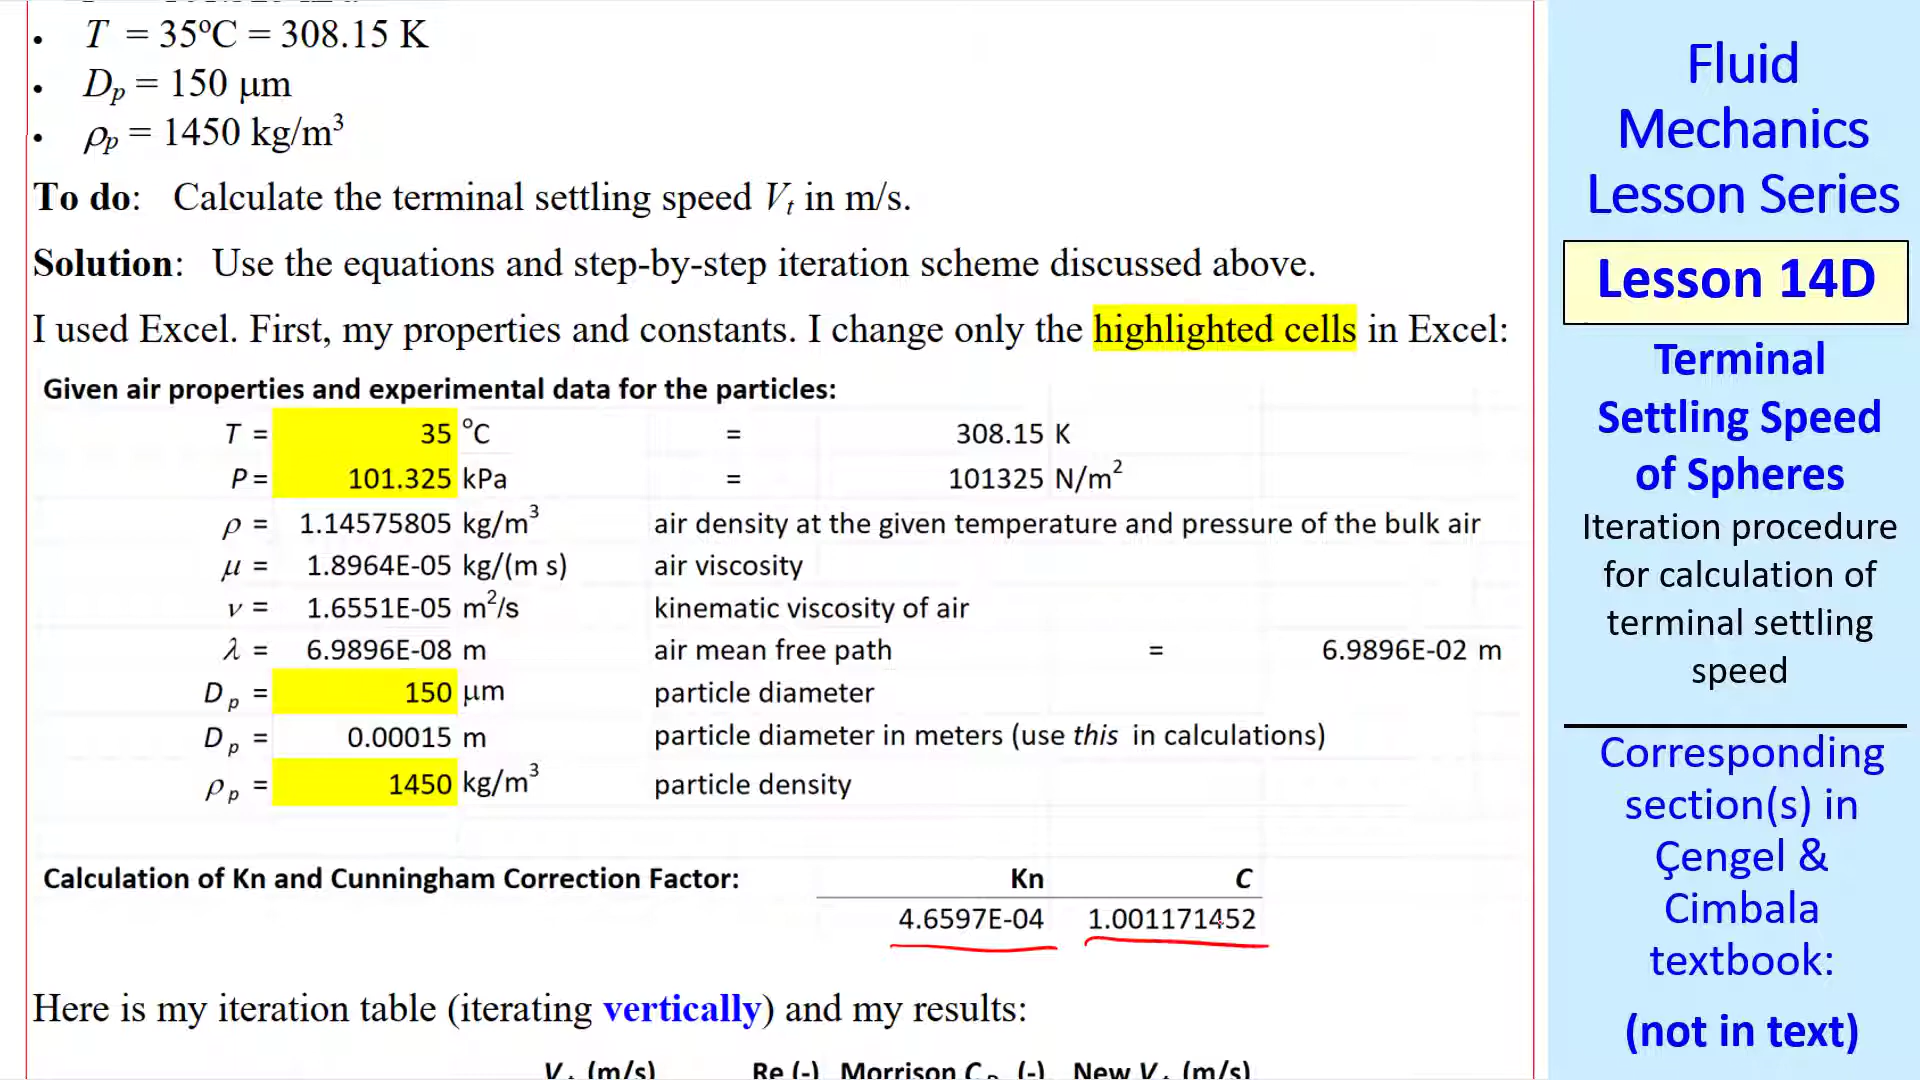 • T = 35ºC = 308.15 K
• Dp = 150 μm
• ρp = 1450 kg/m3
To do: Calculate the terminal settling speed Vt in m/s.
Solution: Use the equations and step-by-step iteration scheme discussed above.
I used Excel. First, my properties and constants. I change only the highlighted cells in Excel:
Given air properties and experimental data for the particles:
T = 35 oC = 308.15 K
P = 101.325 kPa = 101325 N/m2
ρ = 1.14575805 kg/m3 air density at the given temperature and pressure of the bulk air
μ = 1.8964E-05 kg/(m s) air viscosity
ν = 1.6551E-05 m2/s kinematic viscosity of air
λ = 6.9896E-08 m air mean free path = 6.9896E-02 m
D p = 150 μm particle diameter
D p = 0.00015 m particle diameter in meters (use this in calculations)
ρ p = 1450 kg/m3 particle density
Calculation of Kn and Cunningham Correction Factor: Kn C
4.6597E-04 1.001171452
Here is my iteration table (iterating vertically) and my results:
Vt (m/s) Re (-) Morrison CD (-) New Vt (m/s)
Fluid
Mechanics
Lesson Series
Lesson 14D
Terminal
Settling Speed
of Spheres
Iteration procedure
for calculation of
terminal settling
speed
Corresponding
section(s) in
Çengel &
Cimbala
textbook:
(not in text)